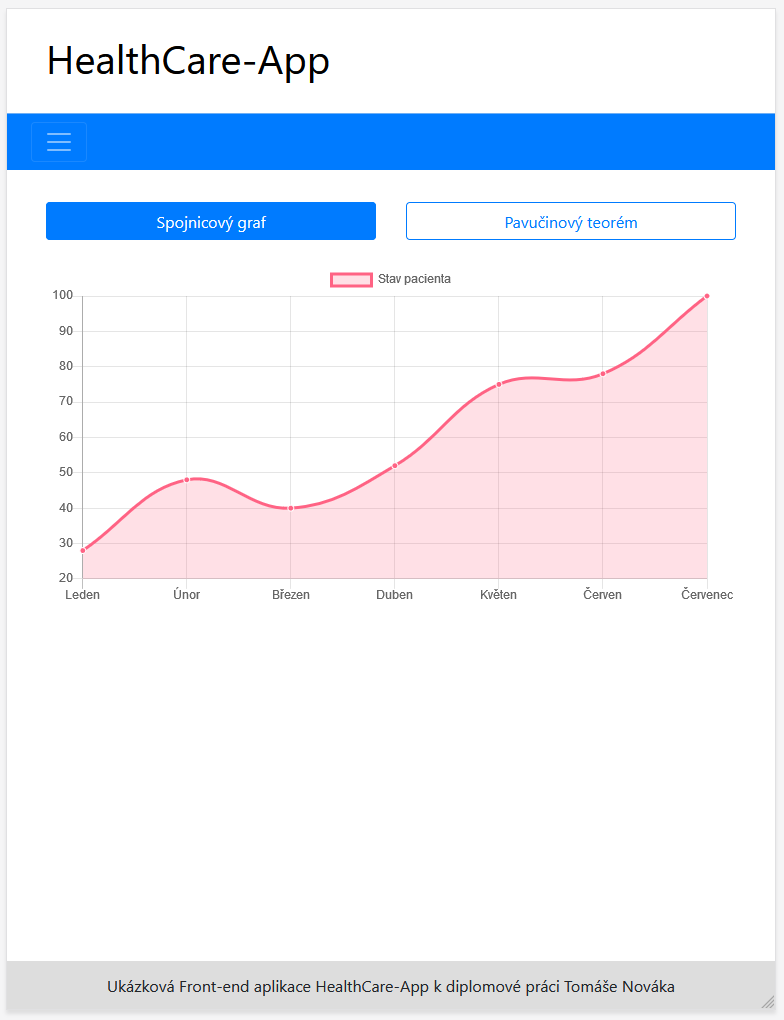 HealthCare-App
Spojnicový graf
Pavučinový teorém
Stav pacienta
100
90
80
70
60
50
40
30
20
Leden Únor Březen Duben Květen Červen Červenec
Ukázková Front-end aplikace HealthCare-App k diplomové práci Tomáše Nováka